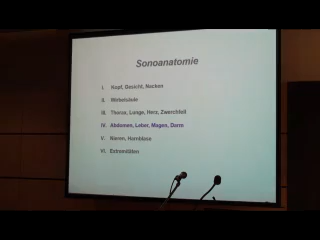 Sonoanatomie
I. Kopf, Gesicht, Nacken
II. Wirbelsäule
III. Thorax, Lunge, Herz, Zwerchfell
IV. Abdomen, Leber, Magen, Darm
V. Nieren, Harnblase
VI. Extremitäten